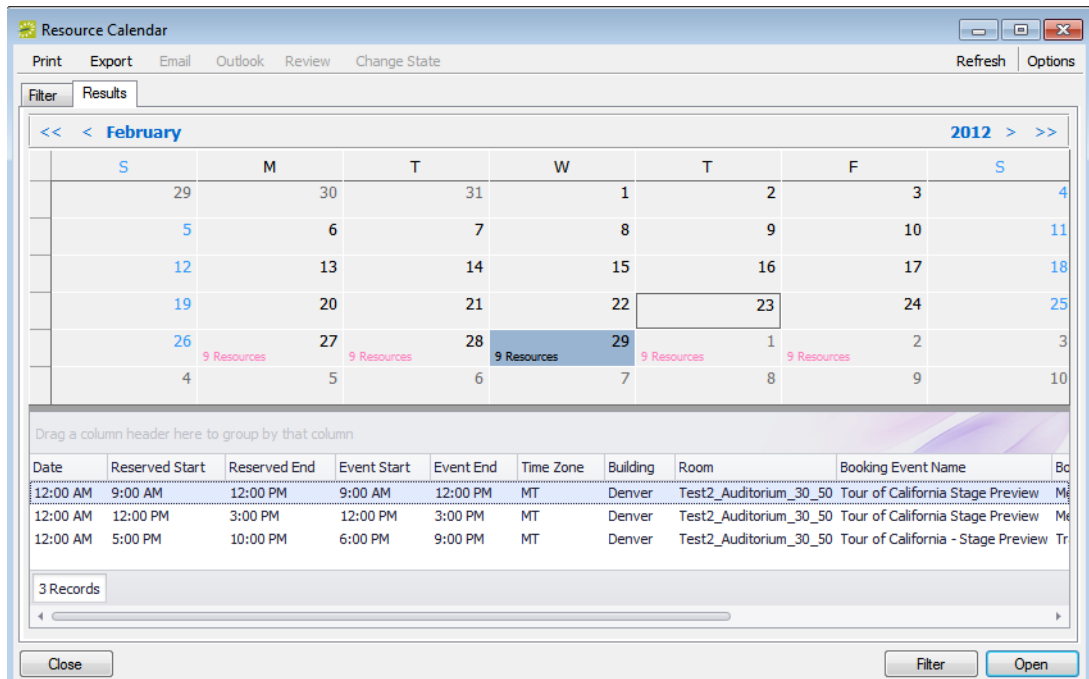 Resource Calendar
Print Export Email Outlook Review Change State Refresh Options
Filter Results
<< < February 2012 > >>
S M T W T F S
29 30 31 1 2 3 4
5 6 7 8 9 10 11
12 13 14 15 16 17 18
19 20 21 22 23 24 25
26 27 28 29 1 2 3
9 Resources 9 Resources 9 Resources 9 Resources 9 Resources
4 5 6 7 8 9 10
Drag a column header here to group by that column
Date Reserved Start Reserved End Event Start Event End Time Zone Building Room Booking Event Name Bo
12:00 AM 9:00 AM 12:00 PM 9:00 AM 12:00 PM MT Denver Test2_Auditorium_30_50 Tour of California Stage Preview Me
12:00 AM 12:00 PM 3:00 PM 12:00 PM 3:00 PM MT Denver Test2_Auditorium_30_50 Tour of California Stage Preview Me
12:00 AM 5:00 PM 10:00 PM 6:00 PM 9:00 PM MT Denver Test2_Auditorium_30_50 Tour of California - Stage Preview Tr
3 Records
Close Filter Open